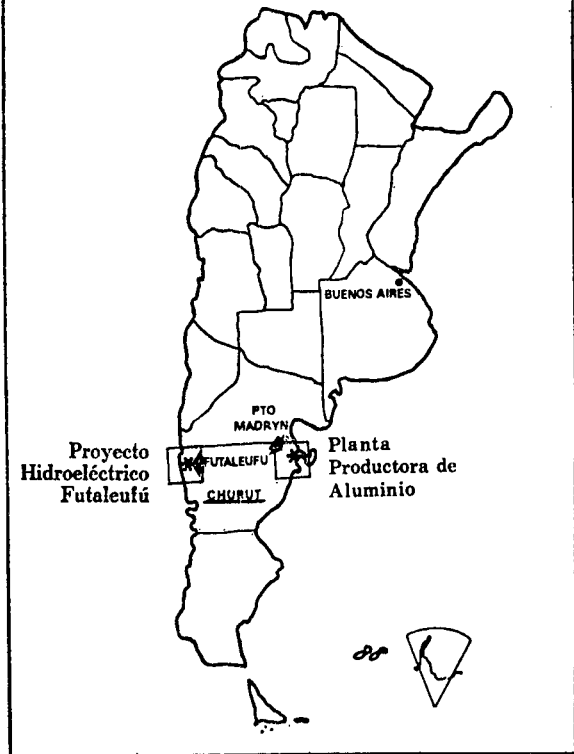 BUENOS AIRES
PTO
MADRYN
Proyecto
Hidroeléctrico
Futaleufú
FUTALEUFU
CHURUT
Planta
Productora de
Aluminio